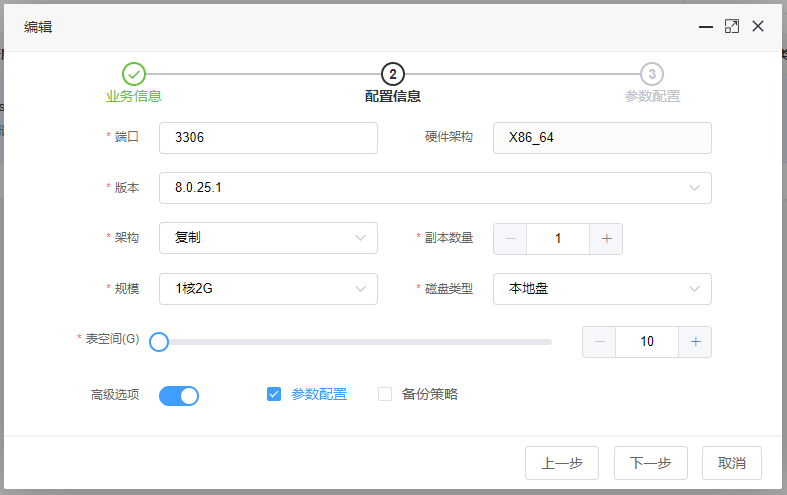 编辑
2 3
业务信息 配置信息 参数配置
* 端口 3306 硬件架构 X86_64
* 版本 8.0.25.1
* 架构 复制 * 副本数量 1
* 规模 1核2G * 磁盘类型 本地盘
* 表空间(G) 10
高级选项 参数配置 备份策略
上一步 下一步 取消